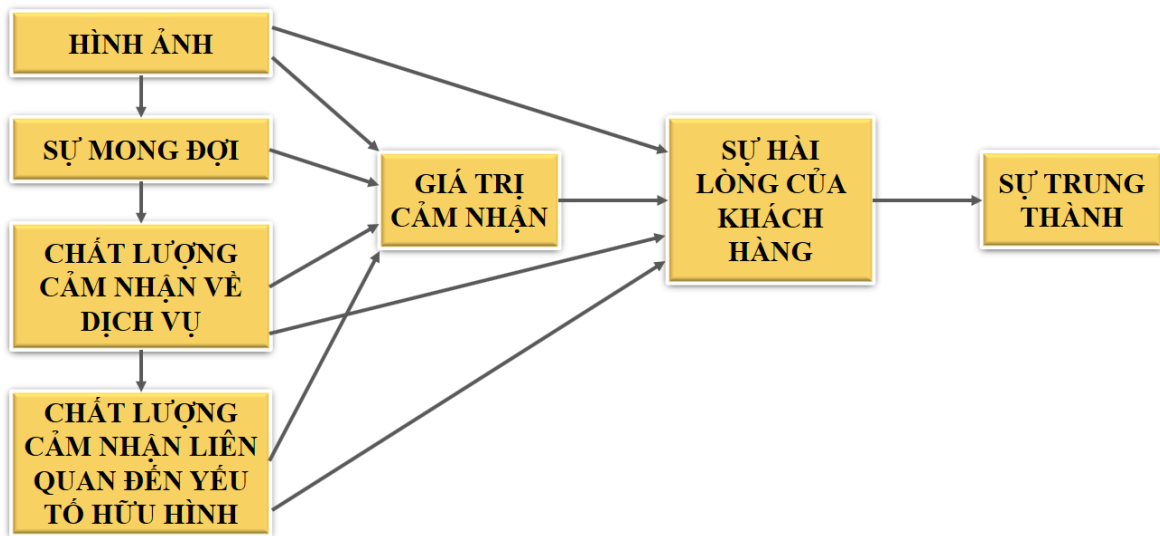 HÌNH ẢNH
SỰ MONG ĐỢI
CHẤT LƯỢNG
CẢM NHẬN VỀ
DỊCH VỤ
CHẤT LƯỢNG
CẢM NHẬN LIÊN
QUAN ĐẾN YẾU
TỐ HỮU HÌNH
GIÁ TRỊ
CẢM NHẬN
SỰ HÀI
LÒNG CỦA
KHÁCH
HÀNG
SỰ TRUNG
THÀNH